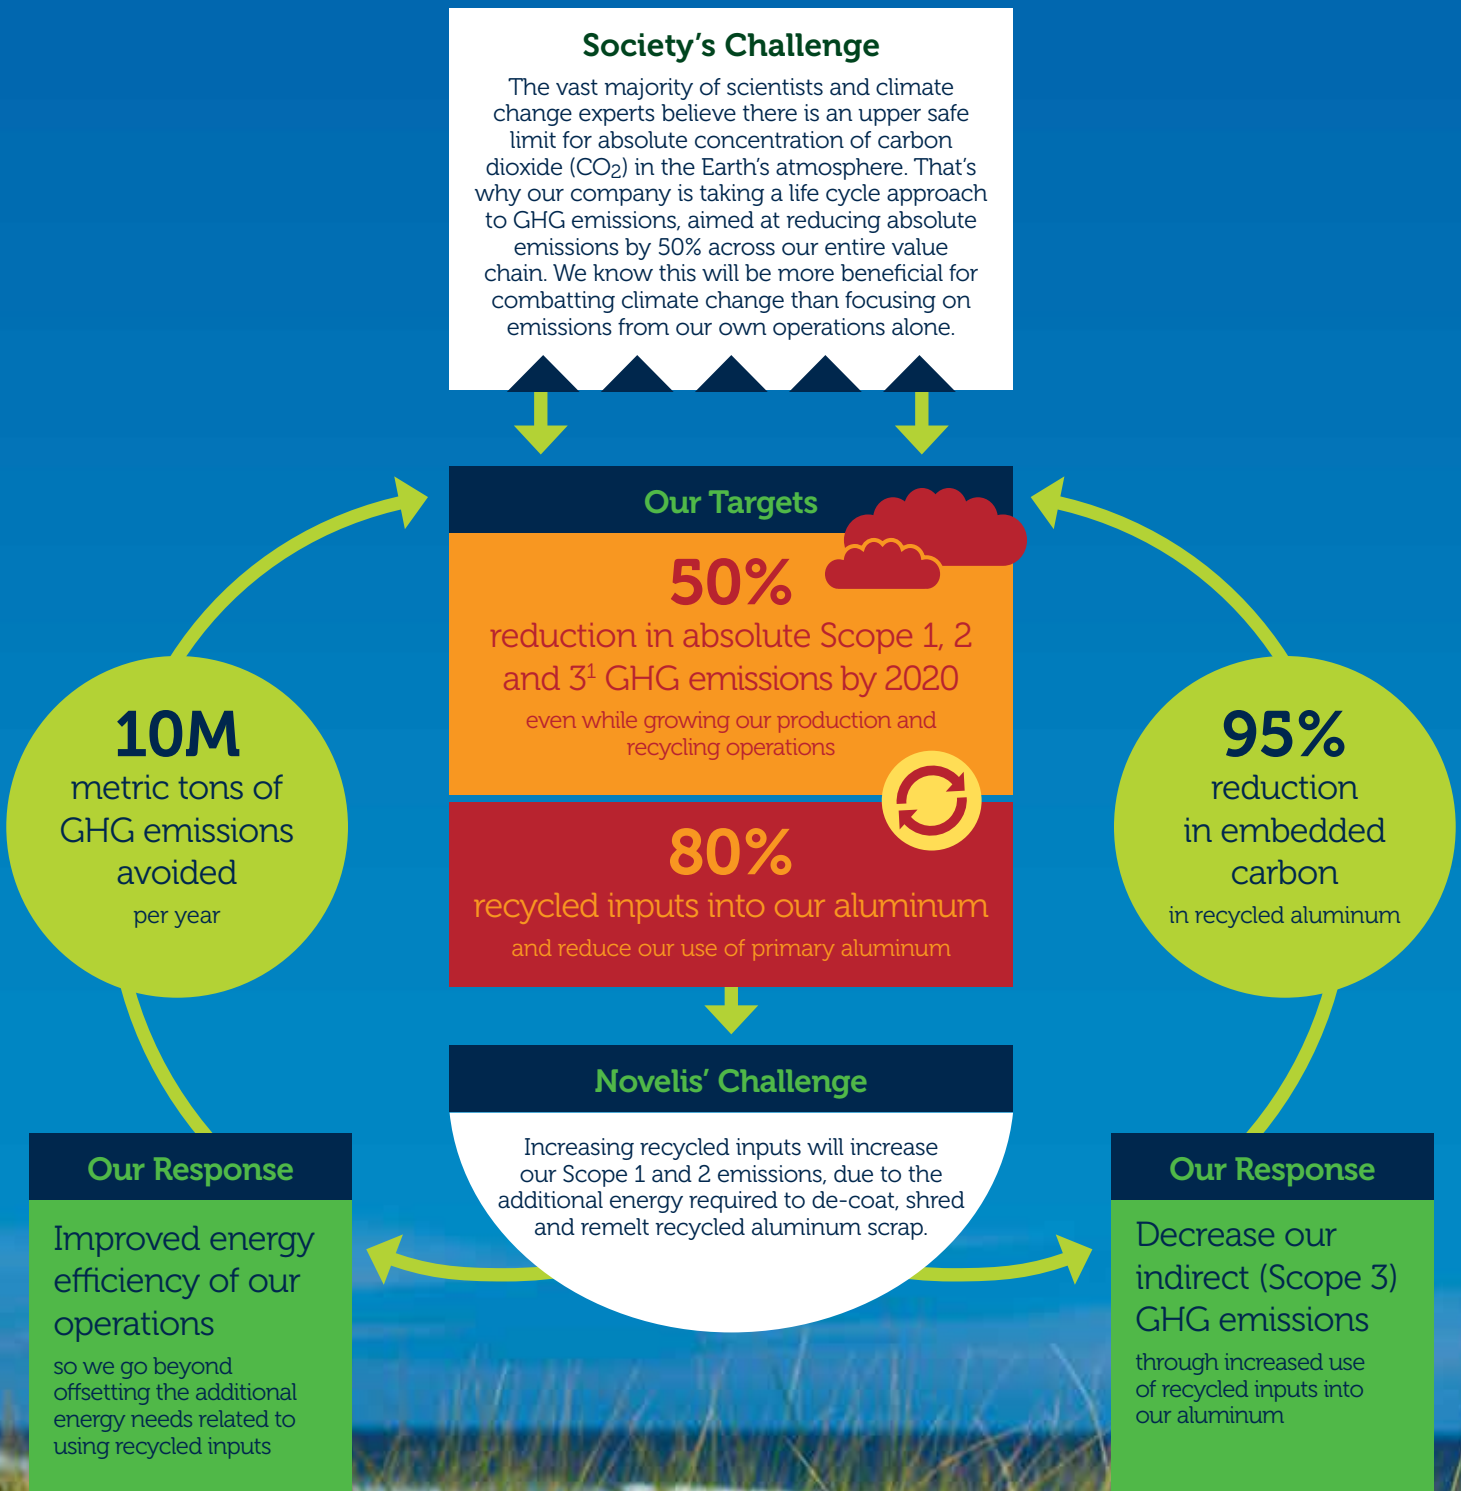 Society’s Challenge
The vast majority of scientists and climate
change experts believe there is an upper safe
limit for absolute concentration of carbon
dioxide (CO₂) in the Earth’s atmosphere. That’s
why our company is taking a life cycle approach
to GHG emissions, aimed at reducing absolute
emissions by 50% across our entire value
chain. We know this will be more beneficial for
combatting climate change than focusing on
emissions from our own operations alone.
Our Targets
50%
reduction in absolute Scope 1, 2
and 3¹ GHG emissions by 2020
even while growing our production and
recycling operations
80%
recycled inputs into our aluminum
and reduce our use of primary aluminum
10M
metric tons of
GHG emissions
avoided
per year
95%
reduction
in embedded
carbon
in recycled aluminum
Novelis’ Challenge
Increasing recycled inputs will increase
our Scope 1 and 2 emissions, due to the
additional energy required to de-coat, shred
and remelt recycled aluminum scrap.
Our Response
Improved energy
efficiency of our
operations
so we go beyond
offsetting the additional
energy needs related to
using recycled inputs
Our Response
Decrease our
indirect (Scope 3)
GHG emissions
through increased use
of recycled inputs into
our aluminum